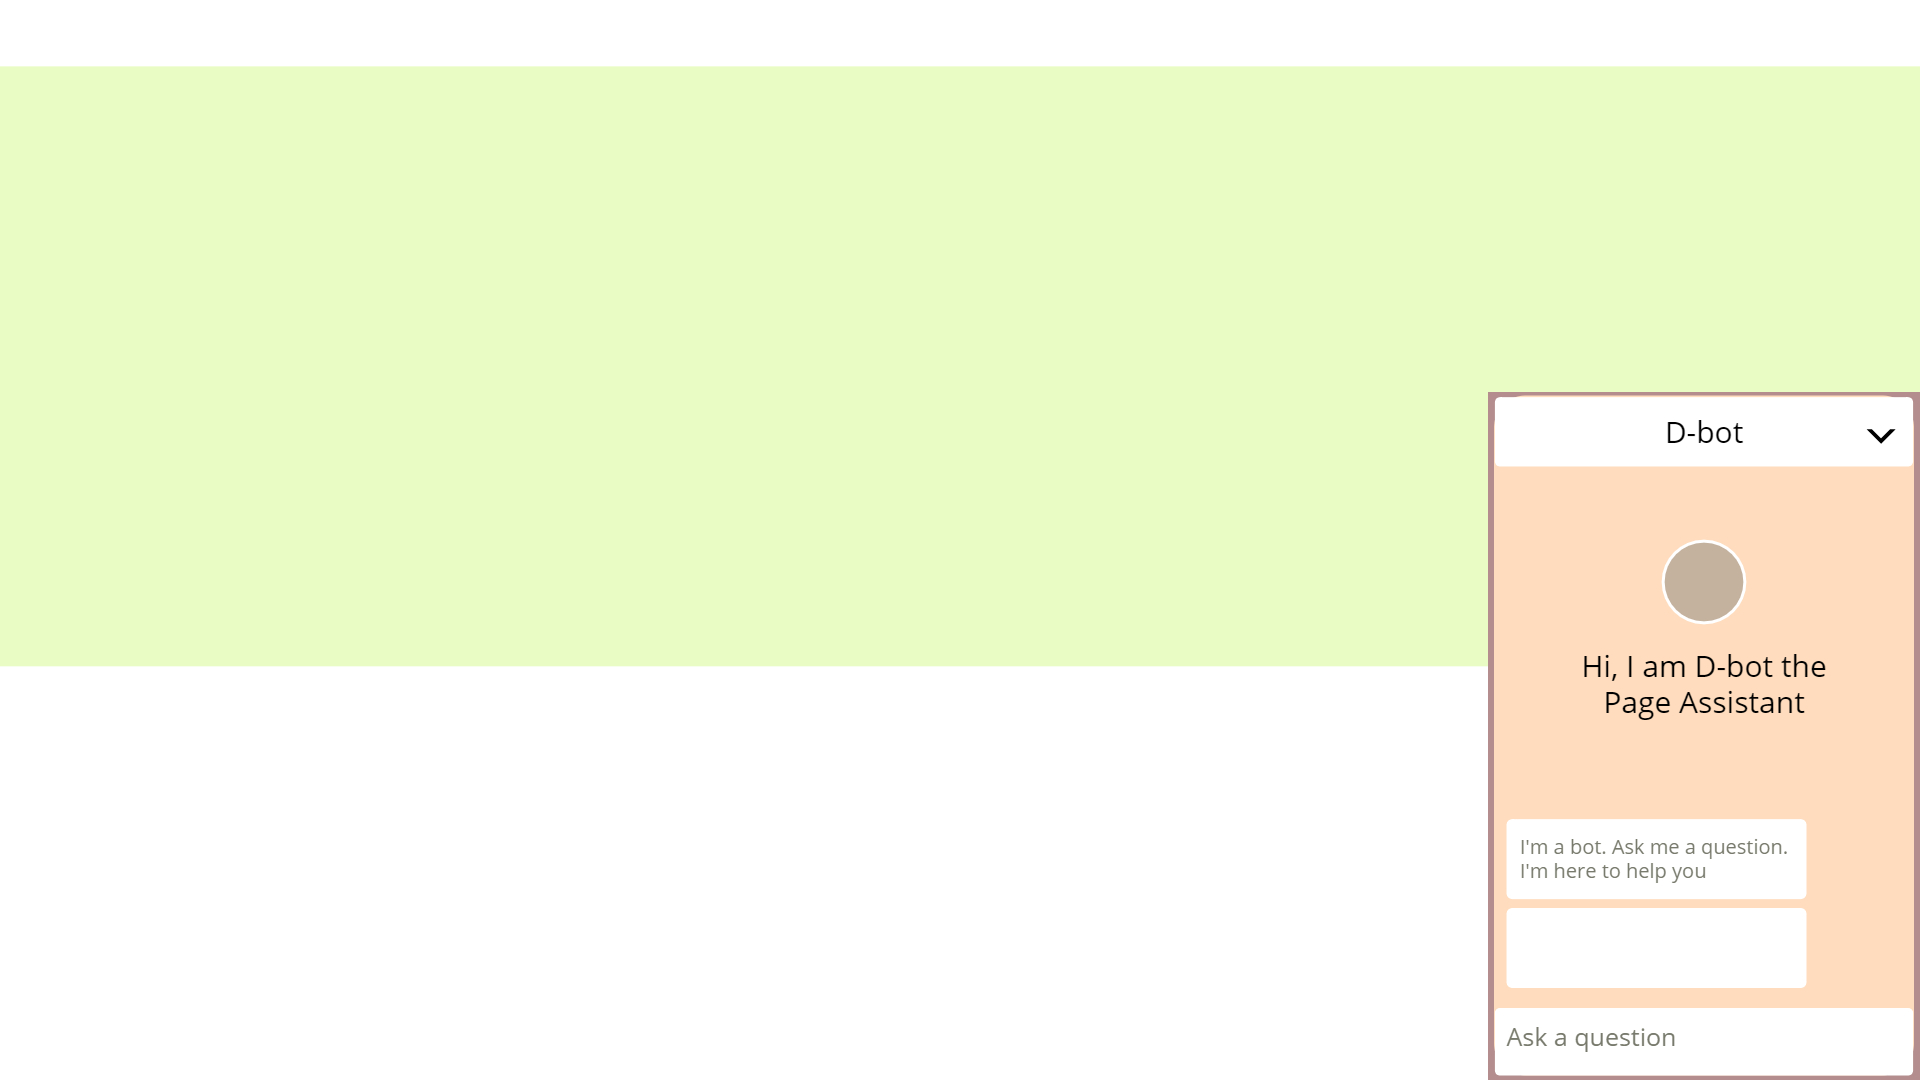 D-bot
Hi, I am D-bot the
Page Assistant
I'm a bot. Ask me a question.
I'm here to help you
Ask a question